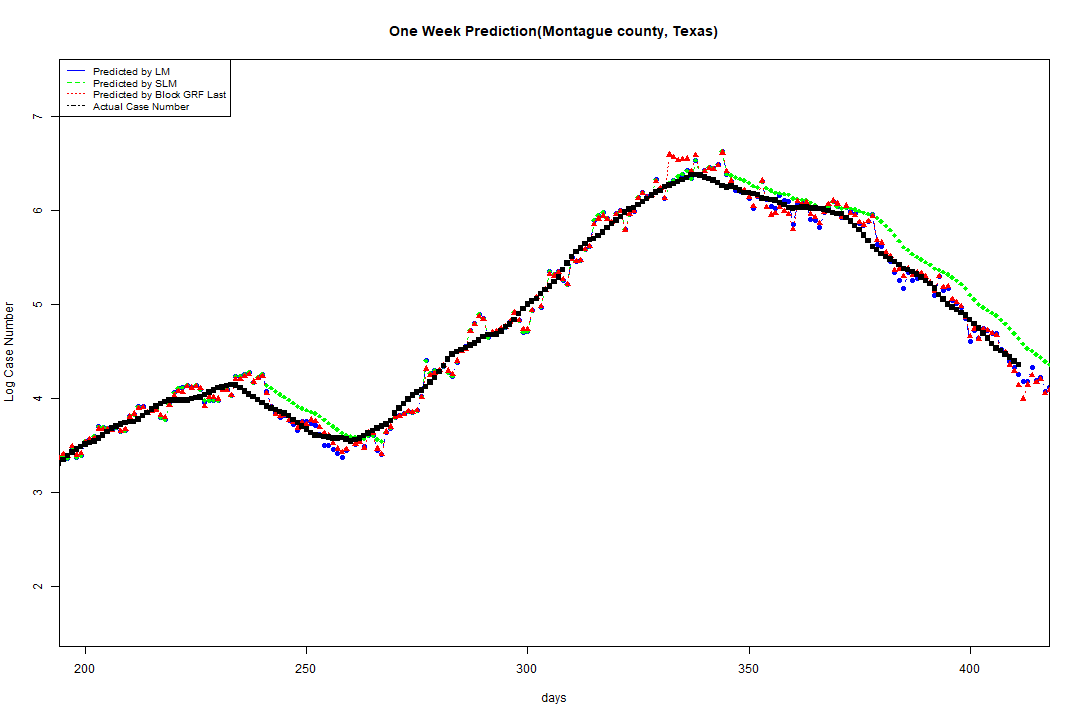 One Week Prediction(Montague county, Texas)
Predicted by LM
Predicted by SLM
Predicted by Block GRF Last
Actual Case Number
7
6
5
4
3
2
Log Case Number
200 250 300 350 400
days